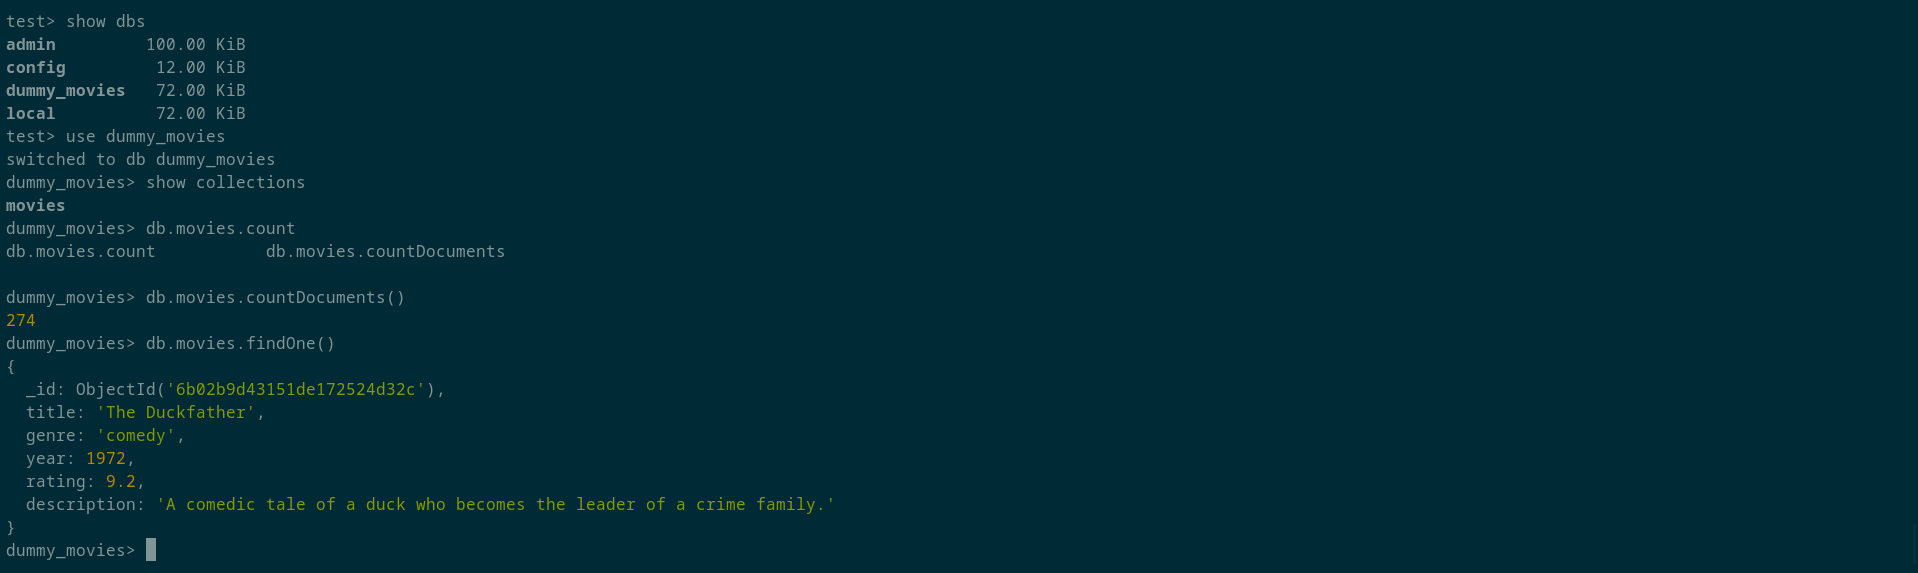 test> show dbs
admin         100.00 KiB
config         12.00 KiB
dummy_movies   72.00 KiB
local          72.00 KiB
test> use dummy_movies
switched to db dummy_movies
dummy_movies> show collections
movies
dummy_movies> db.movies.count
db.movies.count           db.movies.countDocuments
dummy_movies> db.movies.countDocuments()
274
dummy_movies> db.movies.findOne()
{
  _id: ObjectId('6b02b9d43151de172524d32c'),
  title: 'The Duckfather',
  genre: 'comedy',
  year: 1972,
  rating: 9.2,
  description: 'A comedic tale of a duck who becomes the leader of a crime family.'
}
dummy_movies>